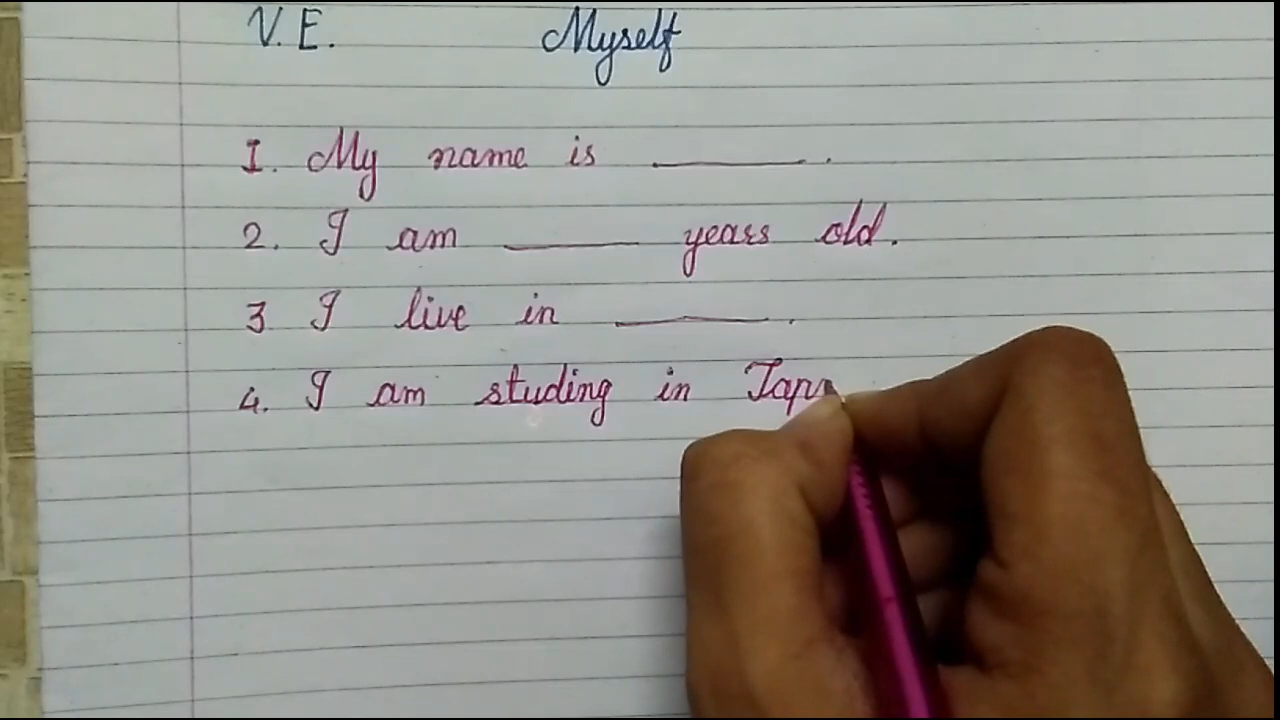 V. E. Myself
1. My name is ______.
2. I am ______ years old.
3 I live in ______.
4. I am studing in